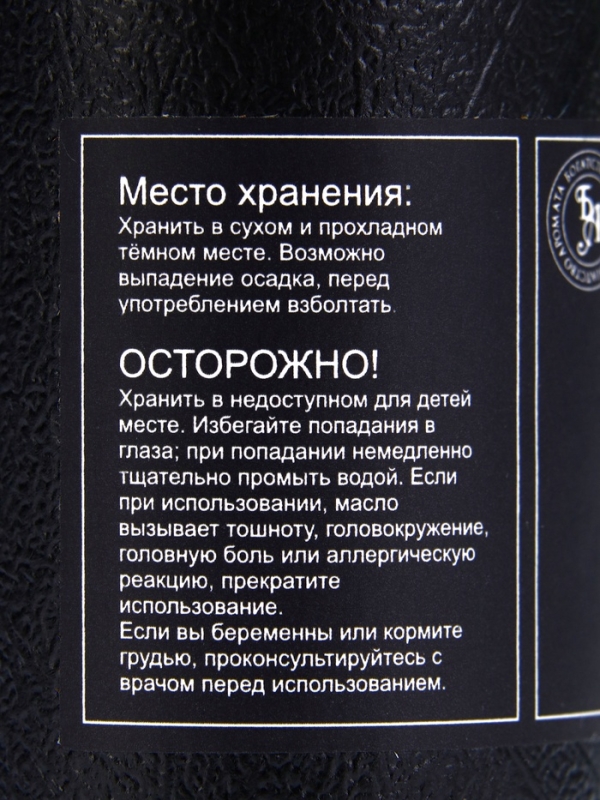 Место хранения:
Хранить в сухом и прохладном
тёмном месте. Возможно
выпадение осадка, перед
употреблением взболтать.
ОСТОРОЖНО!
Хранить в недоступном для детей
месте. Избегайте попадания в
глаза; при попадании немедленно
тщательно промыть водой. Если
при использовании, масло
вызывает тошноту, головокружение,
головную боль или аллергическую
реакцию, прекратите
использование.
Если вы беременны или кормите
грудью, проконсультируйтесь с
врачом перед использованием.
АРОМАТА